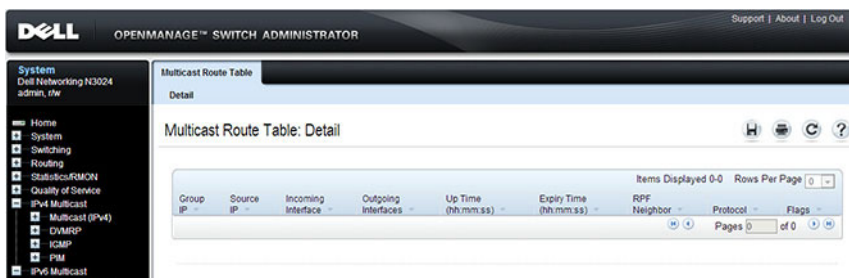 Support | About | Log Out
DELL OPENMANAGE™ SWITCH ADMINISTRATOR
System
Dell Networking N3024
admin, r/w
Home
System
Switching
Routing
Statistics/RMON
Quality of Service
IPv4 Multicast
Multicast (IPv4)
DVMRP
IGMP
PIM
IPv6 Multicast
Multicast Route Table
Detail
Multicast Route Table: Detail
H ? 
Items Displayed 0-0 Rows Per Page 0
Group IP
Source IP
Incoming Interface
Outgoing Interfaces
Up Time (hh:mm:ss)
Expiry Time (hh:mm:ss)
RPF Neighbor
Protocol
Flags
Pages 0 of 0